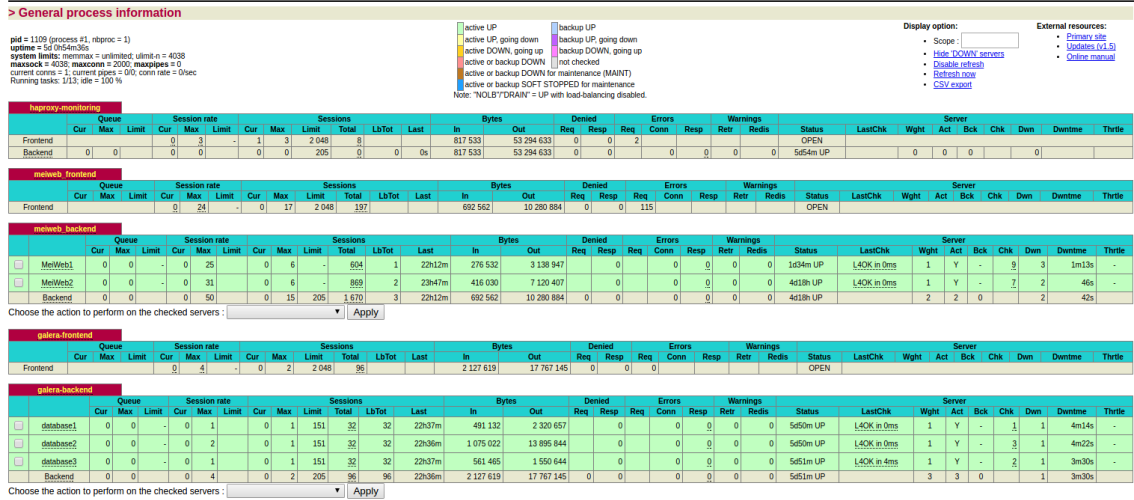 > General process information
pid = 1109 (process #1, nbproc = 1)
uptime = 5d 0h54m36s
system limits: memmax = unlimited; ulimit-n = 4038
maxsock = 4038; maxconn = 2000; maxpipes = 0
current conns = 1; current pipes = 0/0; conn rate = 0/sec
Running tasks: 1/13; idle = 100 %
active UP backup UP
active UP, going down backup UP, going down
active DOWN, going up backup DOWN, going up
active or backup DOWN not checked
active or backup DOWN for maintenance (MAINT)
active or backup SOFT STOPPED for maintenance
Note: "NOLB"/"DRAIN" = UP with load-balancing disabled.
Display option:
• Scope :
• Hide 'DOWN' servers
• Disable refresh
• Refresh now
• CSV export
External resources:
• Primary site
• Updates (v1.5)
• Online manual
haproxy-monitoring
Queue Session rate Sessions Bytes Denied Errors Warnings Server
Cur Max Limit Cur Max Limit Cur Max Limit Total LbTot Last In Out Req Resp Req Conn Resp Retr Redis Status LastChk Wght Act Bck Chk Dwn Dwntme Thrtle
Frontend 0 3 - 1 3 2 048 8 817 533 53 294 633 0 0 2 OPEN
Backend 0 0 0 0 0 0 205 0 0 0s 817 533 53 294 633 0 0 0 0 0 0 5d54m UP 0 0 0 0
meiweb_frontend
Queue Session rate Sessions Bytes Denied Errors Warnings Server
Cur Max Limit Cur Max Limit Cur Max Limit Total LbTot Last In Out Req Resp Req Conn Resp Retr Redis Status LastChk Wght Act Bck Chk Dwn Dwntme Thrtle
Frontend 0 24 - 0 17 2 048 197 692 562 10 280 884 0 0 115 OPEN
meiweb_backend
Queue Session rate Sessions Bytes Denied Errors Warnings Server
Cur Max Limit Cur Max Limit Cur Max Limit Total LbTot Last In Out Req Resp Req Conn Resp Retr Redis Status LastChk Wght Act Bck Chk Dwn Dwntme Thrtle
MeiWeb1 0 0 - 0 25 0 6 - 604 1 22h12m 276 532 3 138 947 0 0 0 0 0 1d34m UP L4OK in 0ms 1 Y - 9 3 1m13s -
MeiWeb2 0 0 - 0 31 0 6 - 869 2 23h47m 416 030 7 120 407 0 0 0 0 0 4d18h UP L4OK in 0ms 1 Y - 7 2 46s -
Backend 0 0 0 50 0 15 205 1 670 3 22h12m 692 562 10 280 884 0 0 0 0 0 0 4d18h UP 2 2 0 2 42s
Choose the action to perform on the checked servers : Apply
galera-frontend
Queue Session rate Sessions Bytes Denied Errors Warnings Server
Cur Max Limit Cur Max Limit Cur Max Limit Total LbTot Last In Out Req Resp Req Conn Resp Retr Redis Status LastChk Wght Act Bck Chk Dwn Dwntme Thrtle
Frontend 0 4 - 0 2 2 048 96 2 127 619 17 767 145 0 0 0 OPEN
galera-backend
Queue Session rate Sessions Bytes Denied Errors Warnings Server
Cur Max Limit Cur Max Limit Cur Max Limit Total LbTot Last In Out Req Resp Req Conn Resp Retr Redis Status LastChk Wght Act Bck Chk Dwn Dwntme Thrtle
database1 0 0 - 0 1 0 1 151 32 32 22h37m 491 132 2 320 657 0 0 0 0 0 5d50m UP L4OK in 0ms 1 Y - 1 1 4m14s -
database2 0 0 - 0 2 0 1 151 32 32 22h36m 1 075 022 13 895 844 0 0 0 0 0 5d50m UP L4OK in 0ms 1 Y - 3 1 4m22s -
database3 0 0 - 0 1 0 1 151 32 32 22h37m 561 465 1 550 644 0 0 0 0 0 5d51m UP L4OK in 4ms 1 Y - 2 1 3m30s -
Backend 0 0 0 4 0 2 205 96 96 22h36m 2 127 619 17 767 145 0 0 0 0 0 0 5d51m UP 3 3 0 1 3m30s
Choose the action to perform on the checked servers : Apply